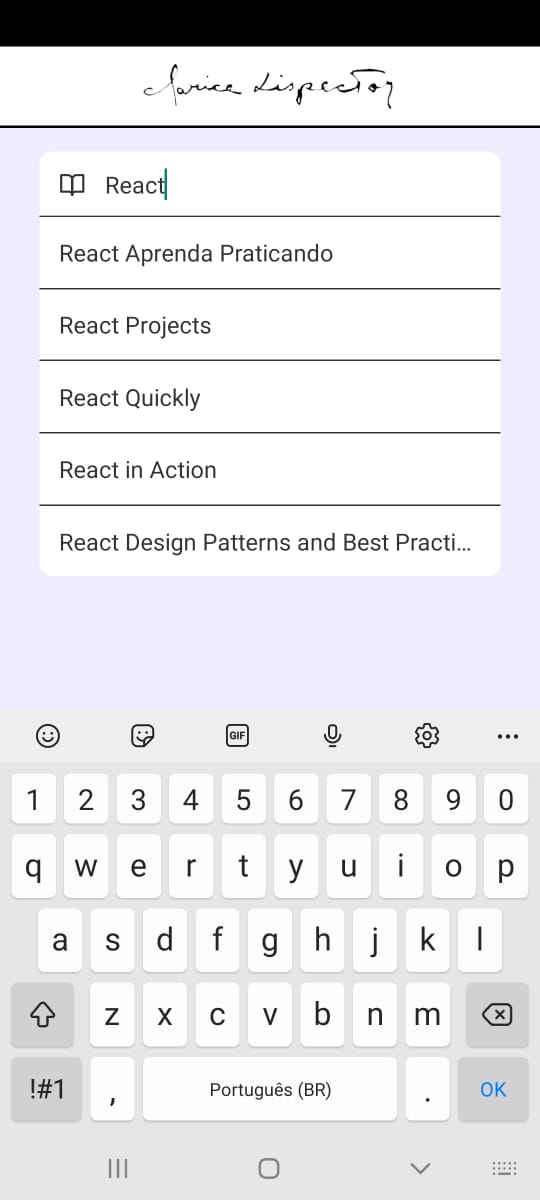 Clarice Lispector
React
React Aprenda Praticando
React Projects
React Quickly
React in Action
React Design Patterns and Best Practi...
GIF
1 2 3 4 5 6 7 8 9 0
q w e r t y u i o p
a s d f g h j k l
z x c v b n m
!#1 , Português (BR) . OK